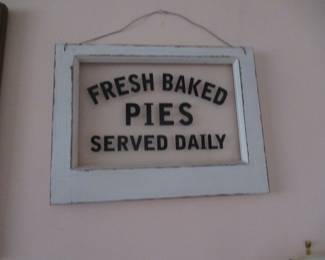 FRESH BAKED
PIES
SERVED DAILY